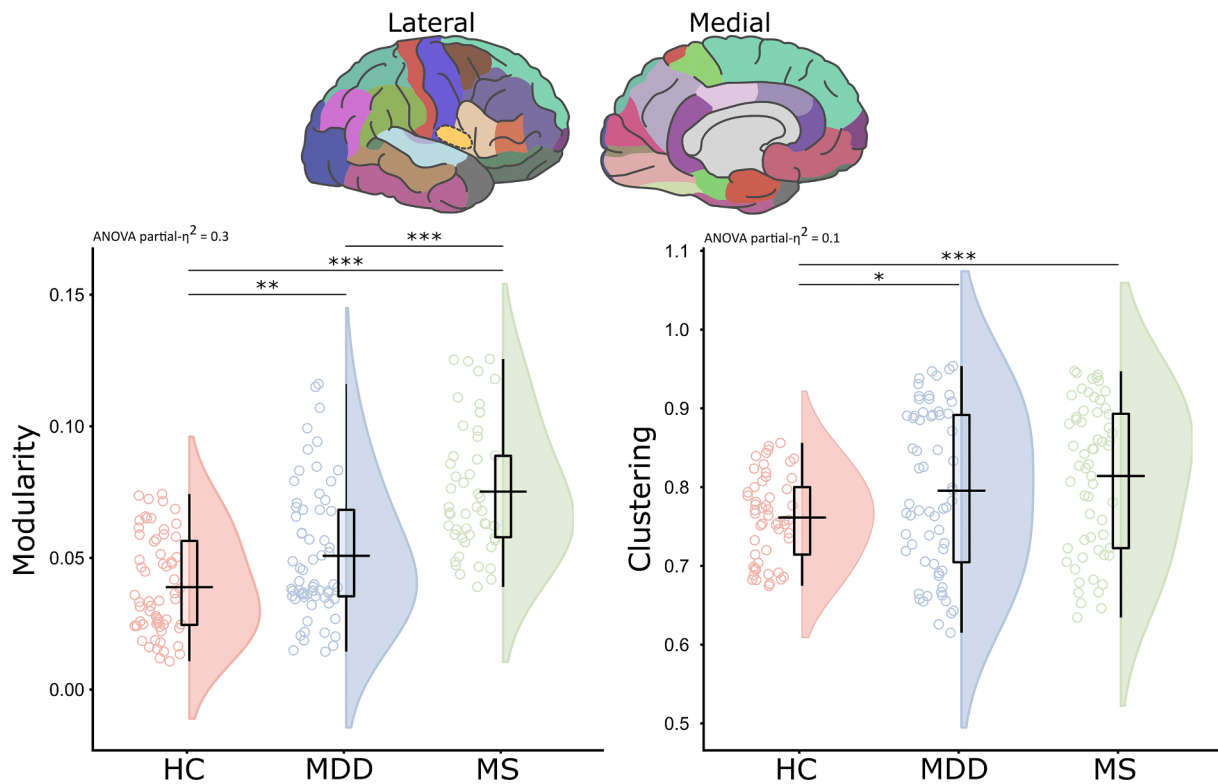 Lateral
Medial
ANOVA partial-η² = 0.3
***
***
**
0.15
0.10
0.05
0.00
Modularity
HC
MDD
MS
ANOVA partial-η² = 0.1
***
*
1.1
1.0
0.9
0.8
0.7
0.6
0.5
Clustering
HC
MDD
MS